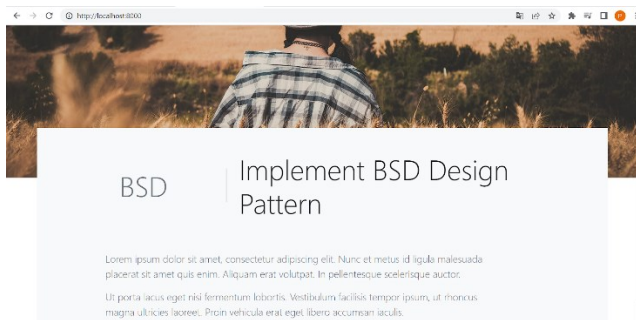 http://localhost:8000
BSD
Implement BSD Design
Pattern
Lorem ipsum dolor sit amet, consectetur adipiscing elit. Nunc et metus id ligula malesuada
placerat sit amet quis enim. Aliquam erat volutpat. In pellentesque scelerisque auctor.
Ut porta lacus eget nisi fermentum lobortis. Vestibulum facilisis tempor ipsum, ut rhoncus
magna ultricies laoreet. Proin vehicula erat eget libero accumsan iaculis.